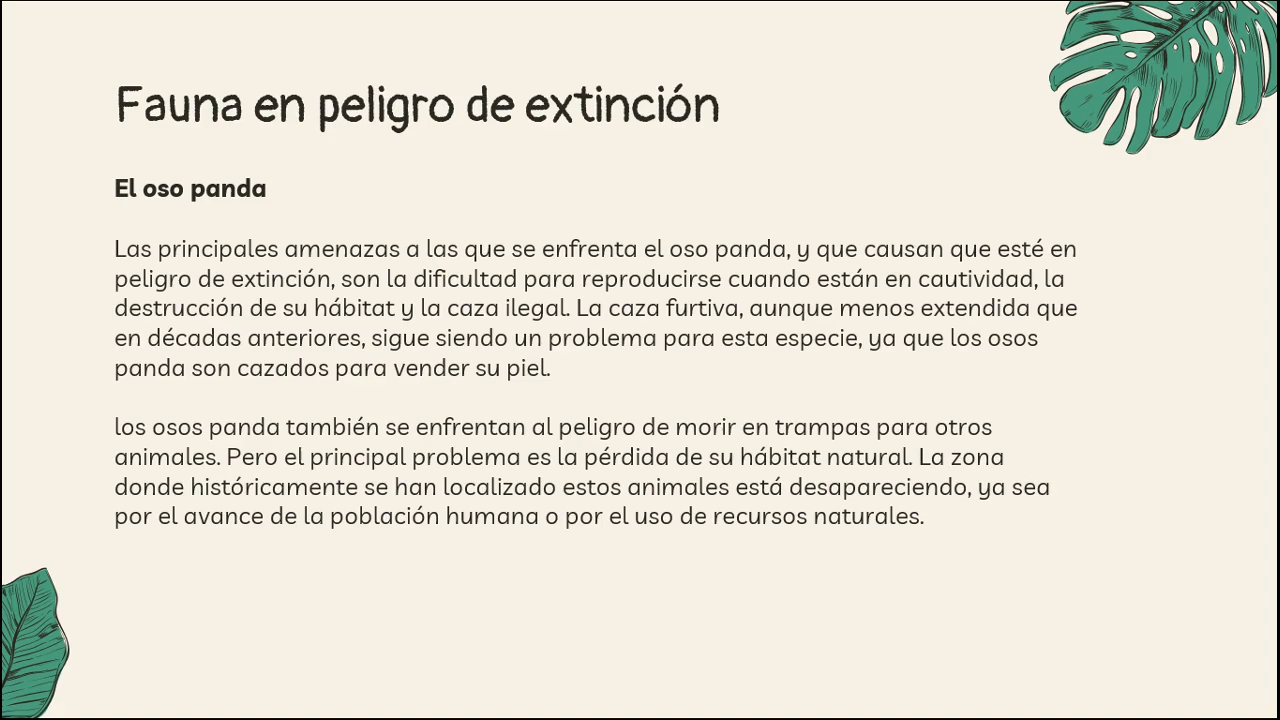 Fauna en peligro de extinción
El oso panda
Las principales amenazas a las que se enfrenta el oso panda, y que causan que esté en
peligro de extinción, son la dificultad para reproducirse cuando están en cautividad, la
destrucción de su hábitat y la caza ilegal. La caza furtiva, aunque menos extendida que
en décadas anteriores, sigue siendo un problema para esta especie, ya que los osos
panda son cazados para vender su piel.
los osos panda también se enfrentan al peligro de morir en trampas para otros
animales. Pero el principal problema es la pérdida de su hábitat natural. La zona
donde históricamente se han localizado estos animales está desapareciendo, ya sea
por el avance de la población humana o por el uso de recursos naturales.